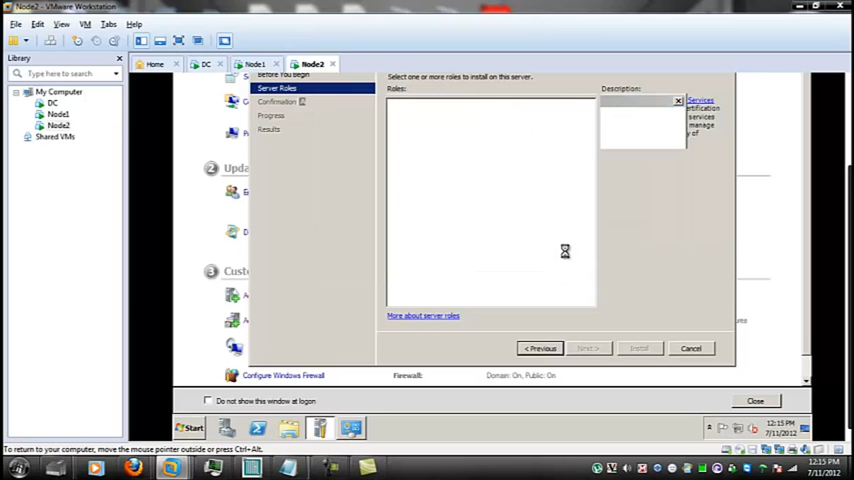 Node2 - VMware Workstation
File Edit View VM Tabs Help
Library
Type here to search
My Computer
DC
Node1
Node2
Shared VMs
Home
DC
Node1
Node2
Before You Begin
Server Roles
Confirmation
Progress
Results
Select one or more roles to install on this server.
Roles:
Description:
Services
ertification
services
manage
y of
2 Upda
3 Cust
More about server roles
< Previous
Next >
Install
Cancel
Configure Windows Firewall
Firewall:
Domain: On, Public: On
Do not show this window at logon
Close
Start
12:15 PM
7/11/2012
To return to your computer, move the mouse pointer outside or press Ctrl+Alt.
12:15 PM
7/11/2012